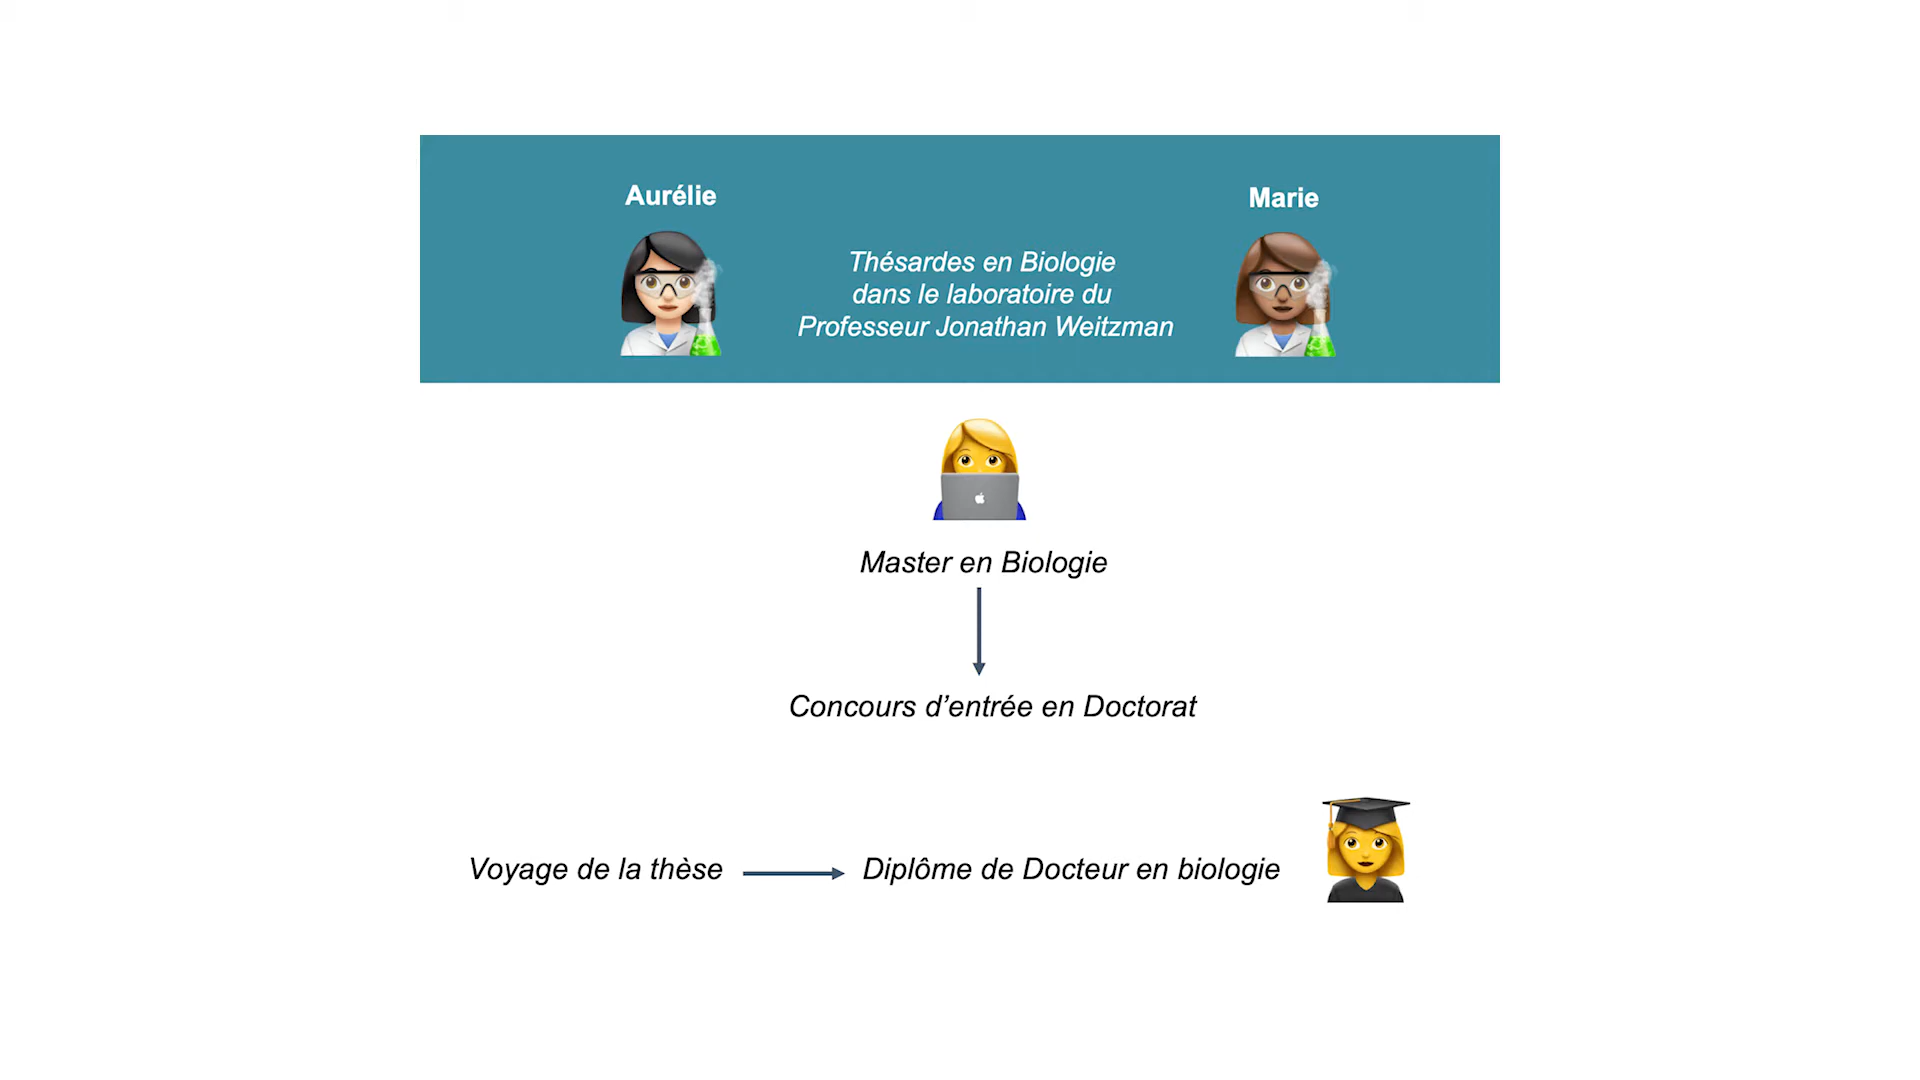 Aurélie
Marie
Thésardes en Biologie
dans le laboratoire du
Professeur Jonathan Weitzman
Master en Biologie
Concours d’entrée en Doctorat
Voyage de la thèse
Diplôme de Docteur en biologie